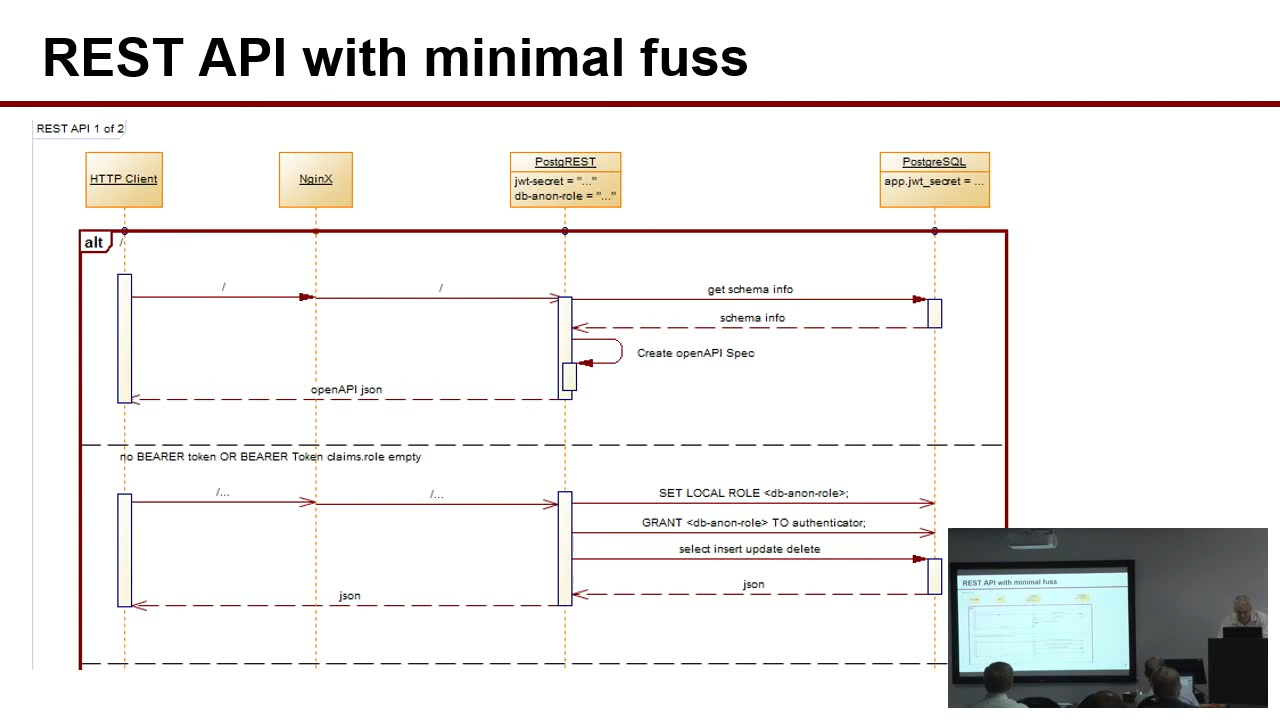 REST API with minimal fuss
REST API 1 of 2
HTTP Client
NginX
PostgREST
jwt-secret = "..."
db-anon-role = "..."
PostgreSQL
app.jwt_secret = ...
alt
/
/
/
get schema info
schema info
Create openAPI Spec
openAPI json
no BEARER token OR BEARER Token claims.role empty
/...
/...
SET LOCAL ROLE <db-anon-role>;
GRANT <db-anon-role> TO authenticator;
select insert update delete
json
json
REST API with minimal fuss